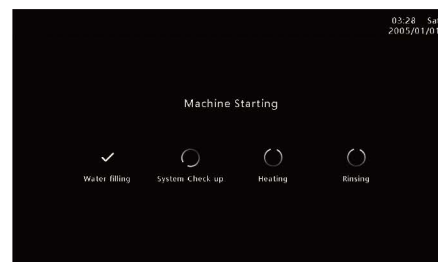 03:28 Sat
2005/01/01
Machine Starting
Water filling
System Check up
Heating
Rinsing